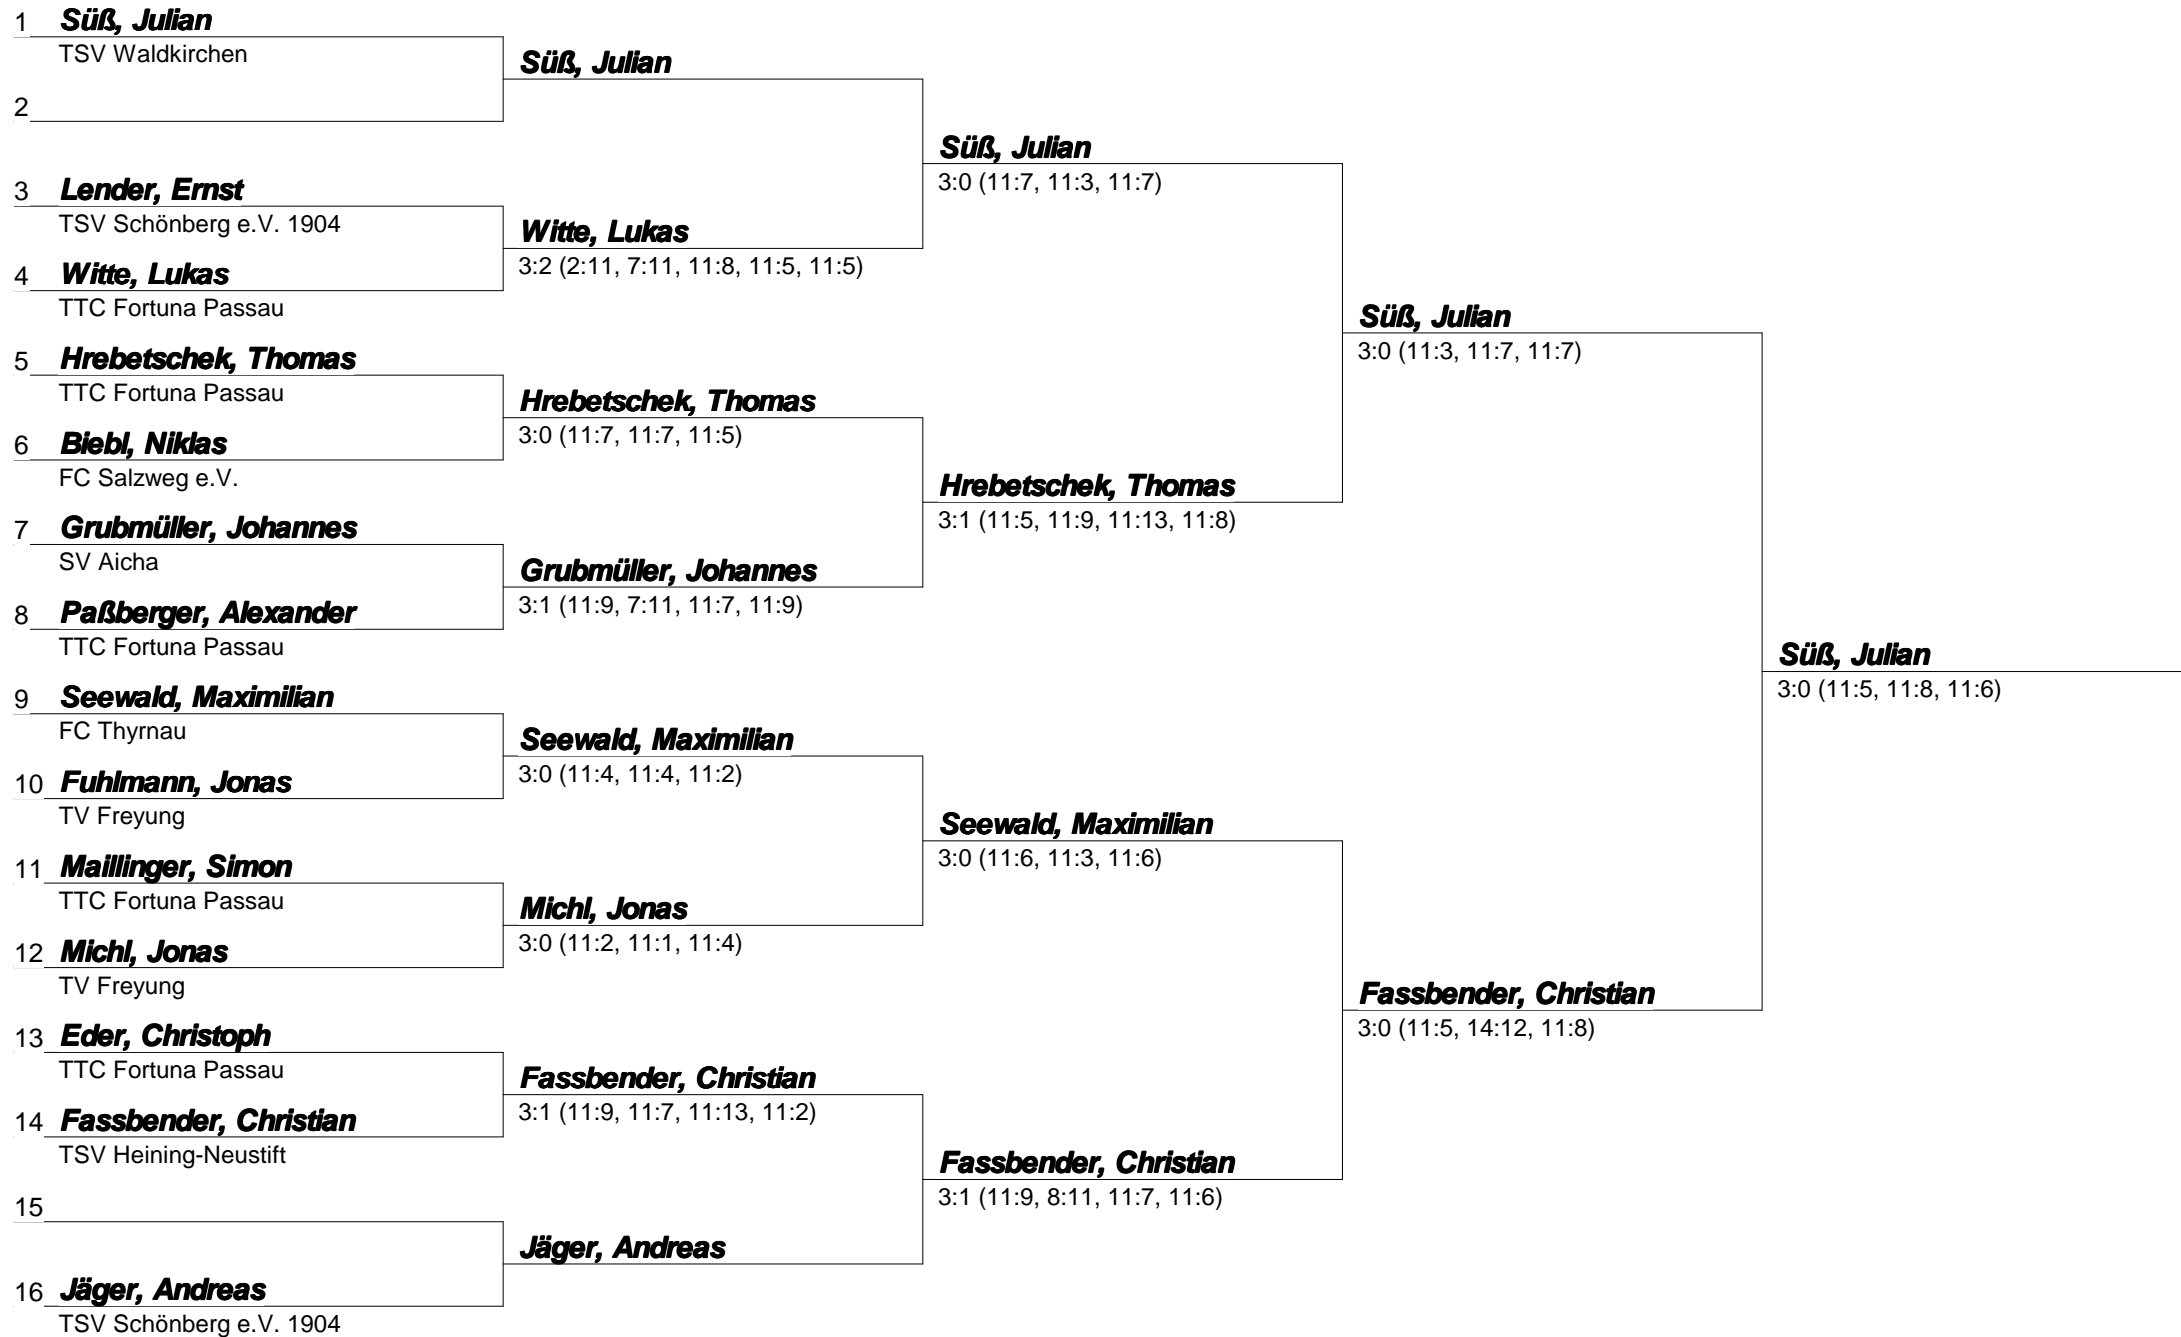 1 Süß, Julian
TSV Waldkirchen
Süß, Julian
2
Süß, Julian
3:0 (11:7, 11:3, 11:7)
3 Lender, Ernst
TSV Schönberg e.V. 1904
Witte, Lukas
3:2 (2:11, 7:11, 11:8, 11:5, 11:5)
4 Witte, Lukas
TTC Fortuna Passau
Süß, Julian
3:0 (11:3, 11:7, 11:7)
5 Hrebetschek, Thomas
TTC Fortuna Passau
Hrebetschek, Thomas
3:0 (11:7, 11:7, 11:5)
6 Biebl, Niklas
FC Salzweg e.V.
Hrebetschek, Thomas
3:1 (11:5, 11:9, 11:13, 11:8)
7 Grubmüller, Johannes
SV Aicha
Grubmüller, Johannes
3:1 (11:9, 7:11, 11:7, 11:9)
8 Paßberger, Alexander
TTC Fortuna Passau
Süß, Julian
3:0 (11:5, 11:8, 11:6)
9 Seewald, Maximilian
FC Thyrnau
Seewald, Maximilian
3:0 (11:4, 11:4, 11:2)
10 Fuhlmann, Jonas
TV Freyung
Seewald, Maximilian
3:0 (11:6, 11:3, 11:6)
11 Maillinger, Simon
TTC Fortuna Passau
Michl, Jonas
3:0 (11:2, 11:1, 11:4)
12 Michl, Jonas
TV Freyung
Fassbender, Christian
3:0 (11:5, 14:12, 11:8)
13 Eder, Christoph
TTC Fortuna Passau
Fassbender, Christian
3:1 (11:9, 11:7, 11:13, 11:2)
14 Fassbender, Christian
TSV Heining-Neustift
Fassbender, Christian
3:1 (11:9, 8:11, 11:7, 11:6)
15
Jäger, Andreas
16 Jäger, Andreas
TSV Schönberg e.V. 1904